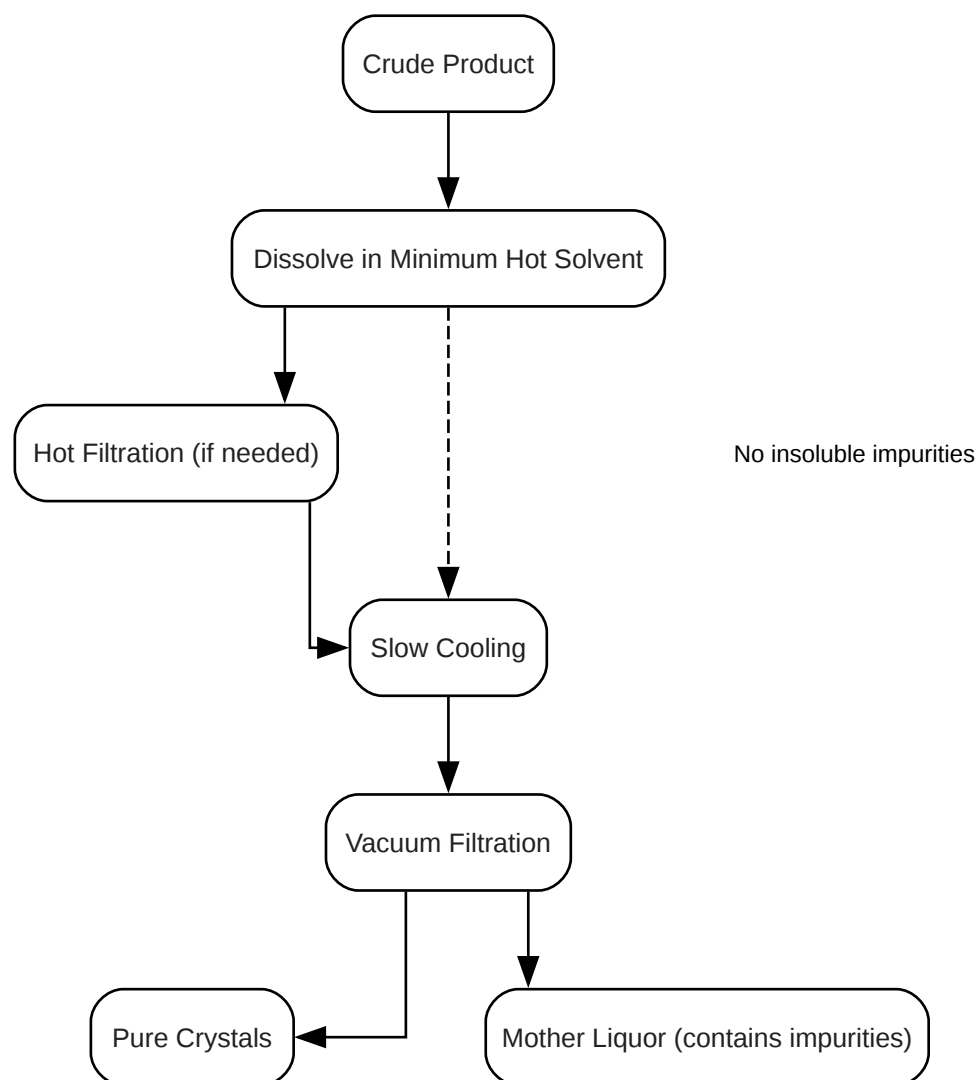 Crude Product
Dissolve in Minimum Hot Solvent
Hot Filtration (if needed)
No insoluble impurities
Slow Cooling
Vacuum Filtration
Pure Crystals
Mother Liquor (contains impurities)